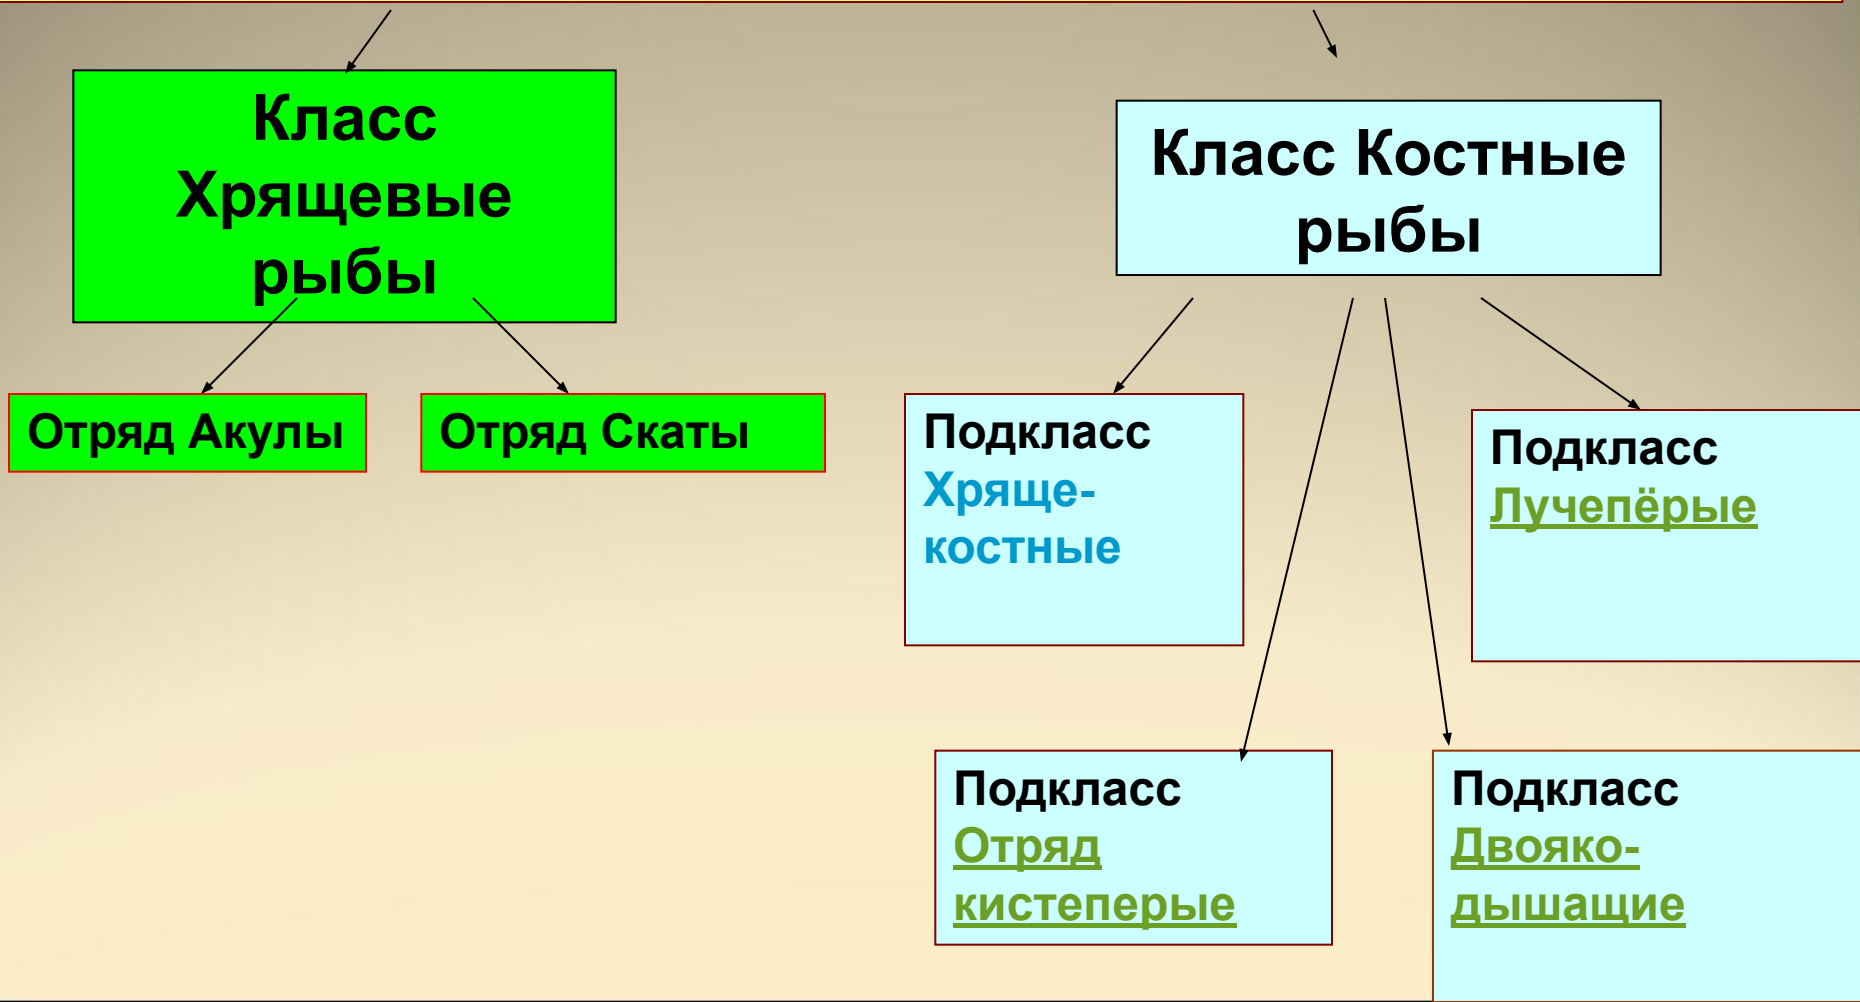 Класс
Хрящевые
рыбы
Класс Костные
рыбы
Отряд Акулы
Отряд Скаты
Подкласс
Хряще-
костные
Подкласс
Лучепёрые
Подкласс
Отряд
кистеперые
Подкласс
Двояко-
дышащие